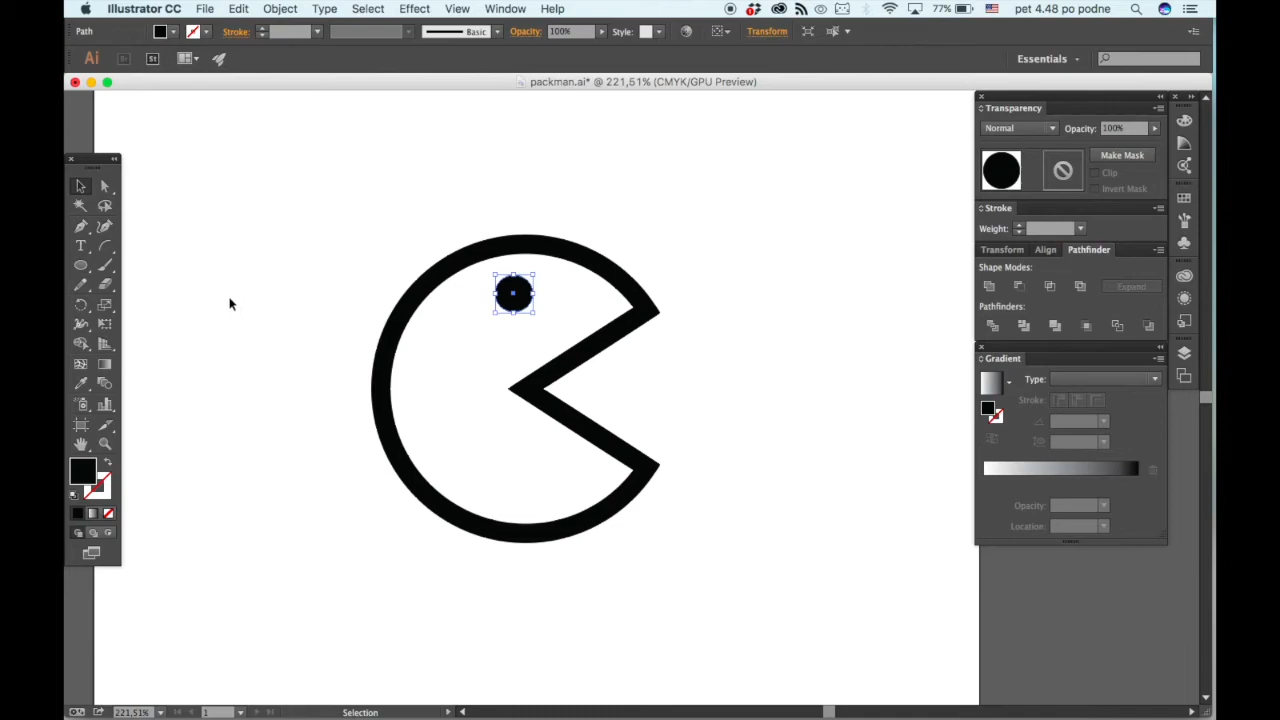 Illustrator CC File Edit Object Type Select Effect View Window Help 77% pet 4.48 po podne
Path Stroke: Basic Opacity: 100% Style: Transform
Ai Br St Essentials
packman.ai* @ 221,51% (CMYK/GPU Preview)
Transparency
Normal Opacity: 100%
Make Mask
Clip
Invert Mask
Stroke
Weight:
Transform Align Pathfinder
Shape Modes:
Expand
Pathfinders:
Gradient
Type:
Stroke:
Opacity:
Location:
T
221,51% 1 Selection